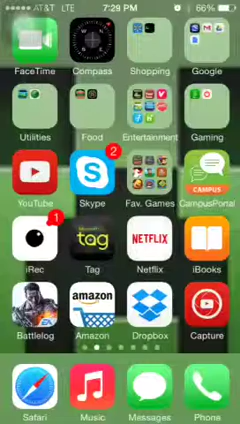 AT&T LTE 7:29 PM 66%
FaceTime Compass Shopping Google
Utilities Food Entertainment Gaming
2
CAMPUS
YouTube Skype Fav. Games CampusPortal
1
tag NETFLIX
iRec Tag Netflix iBooks
amazon
Battlelog Amazon Dropbox Capture
Safari Music Messages Phone